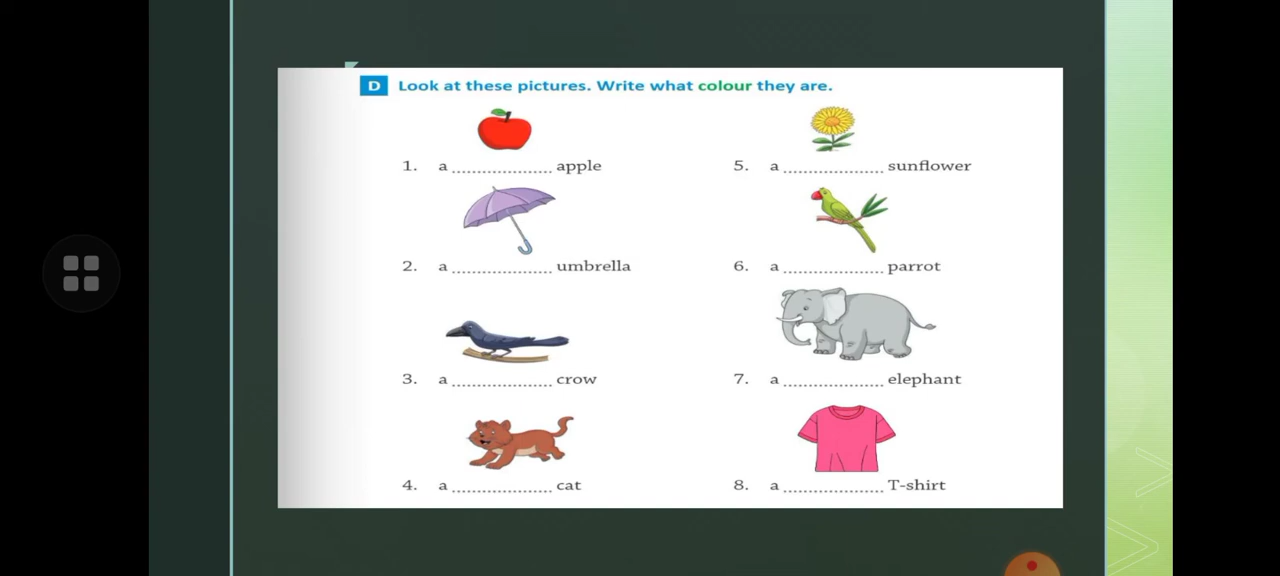 D Look at these pictures. Write what colour they are.
1. a .................. apple
2. a .................. umbrella
3. a .................. crow
4. a .................. cat
5. a .................. sunflower
6. a .................. parrot
7. a .................. elephant
8. a .................. T-shirt